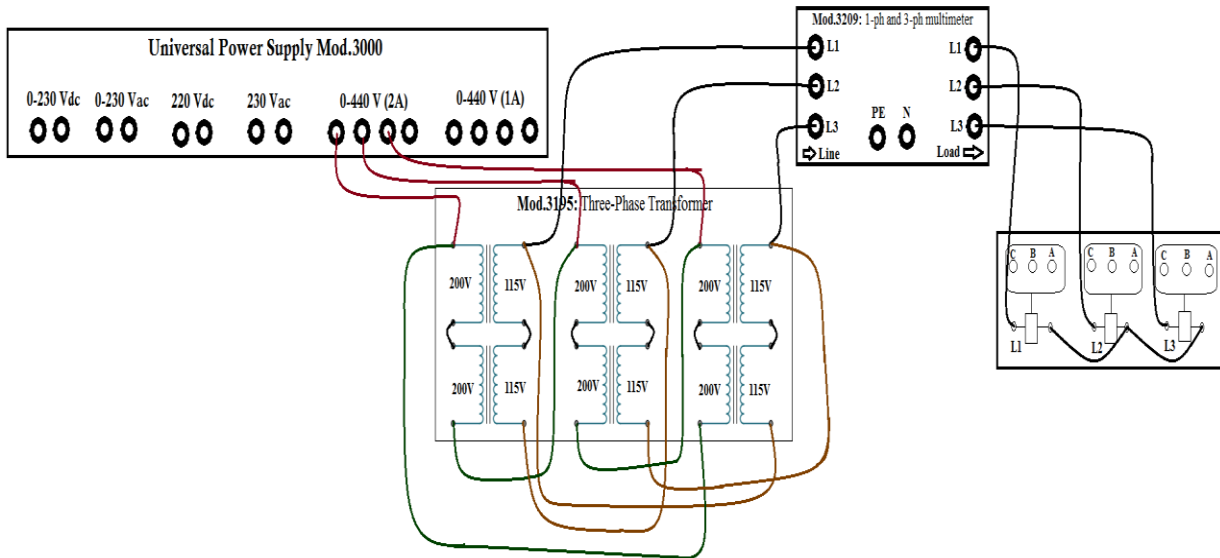 Universal Power Supply Mod.3000
0-230 Vdc 0-230 Vac 220 Vdc 230 Vac 0-440 V (2A) 0-440 V (1A)
Mod.3209: 1-ph and 3-ph multimeter
L1 L1
L2 L2
PE N
L3 L3
Line Load
Mod.3195: Three-Phase Transformer
200V 115V 200V 115V 200V 115V
200V 115V 200V 115V 200V 115V
C B A C B A C B A
L1 L2 L3